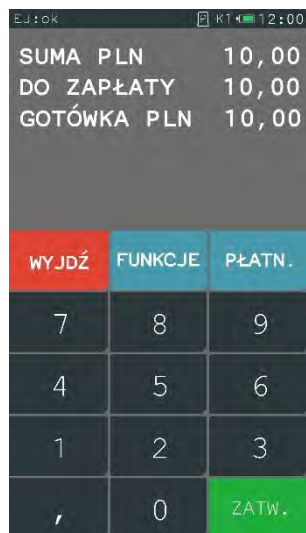 EJ:ok P K1 12:00
SUMA PLN 10,00
DO ZAPŁATY 10,00
GOTÓWKA PLN 10,00
WYJDŹ FUNKCJE PŁATN.
7 8 9
4 5 6
1 2 3
, 0 ZATW.